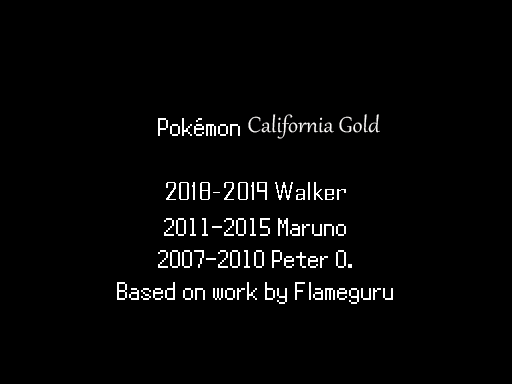 Pokémon California Gold
2018-2019 Walker
2011-2015 Maruno
2007-2010 Peter O.
Based on work by Flameguru